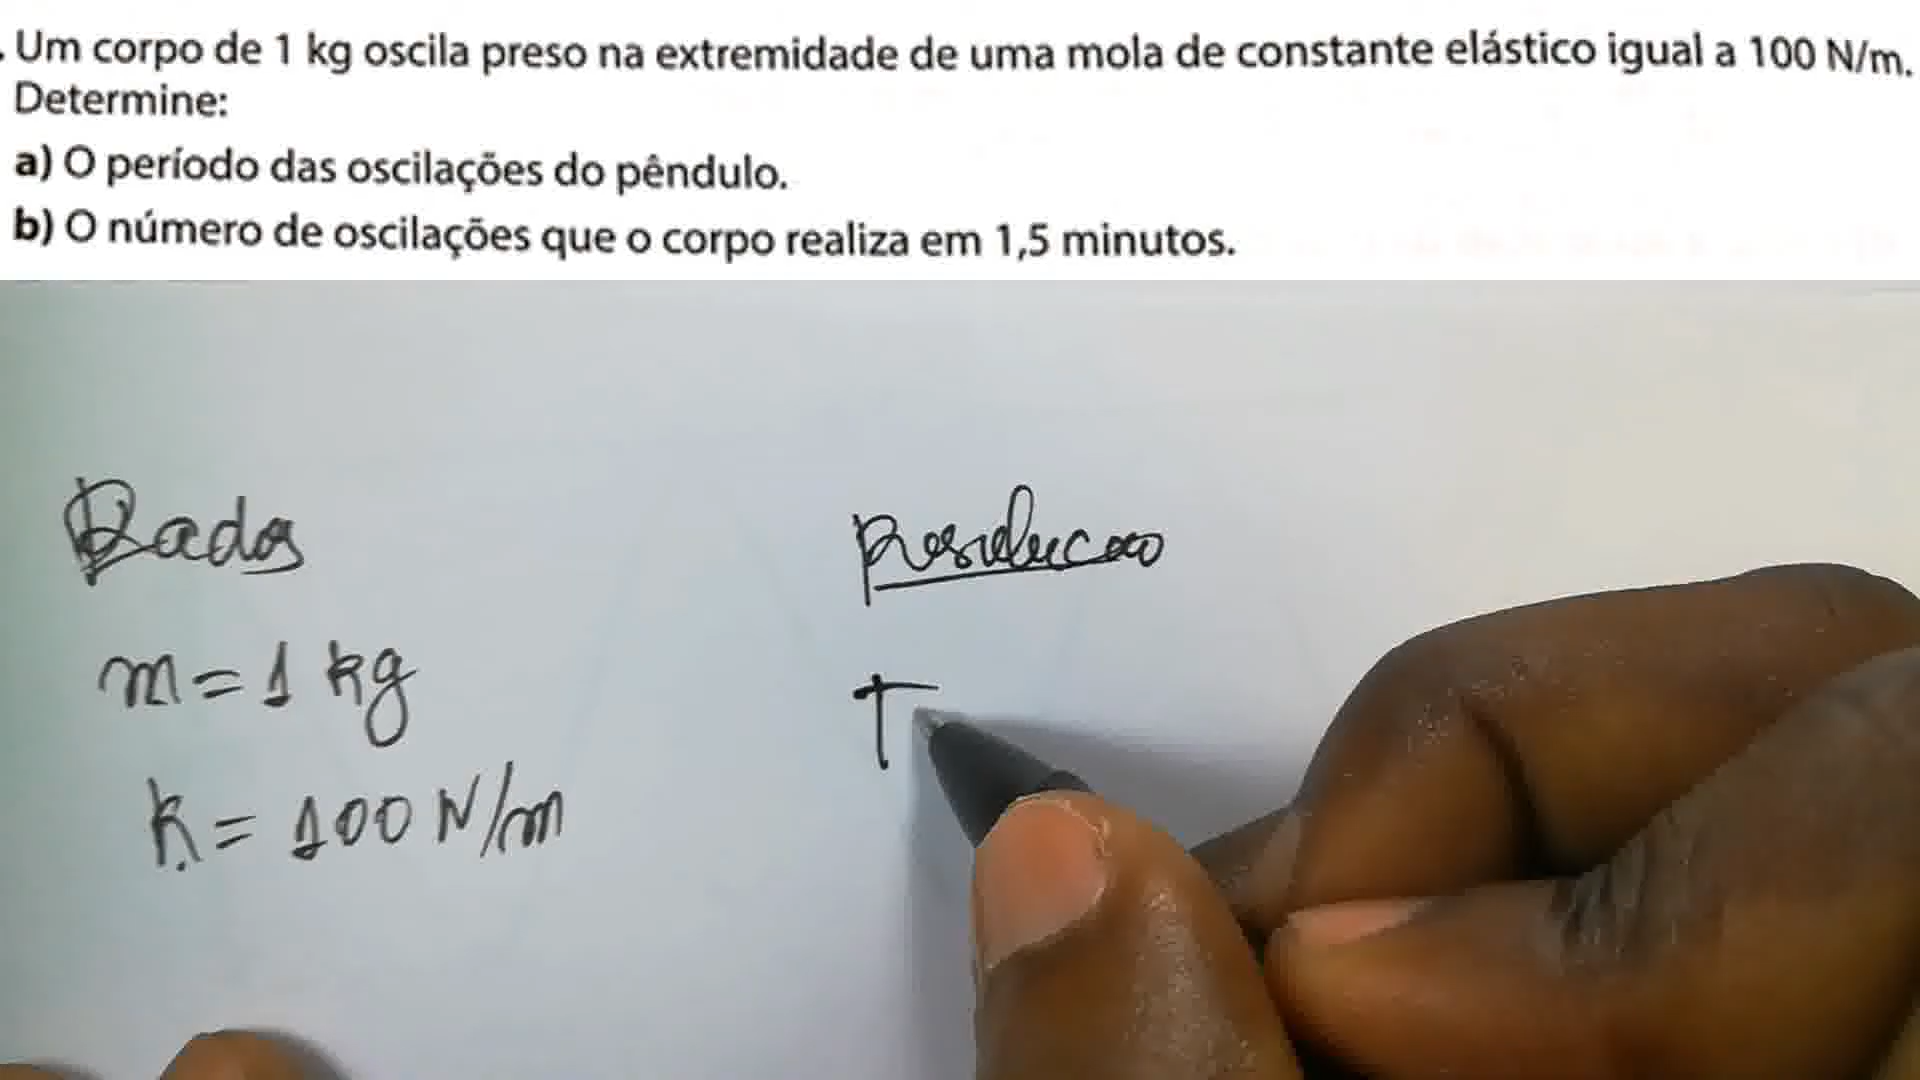 . Um corpo de 1 kg oscila preso na extremidade de uma mola de constante elástico igual a 100 N/m.
Determine:
a) O período das oscilações do pêndulo.
b) O número de oscilações que o corpo realiza em 1,5 minutos.
Dados
Resolucao
m = 1 kg
T
k = 100 N/m